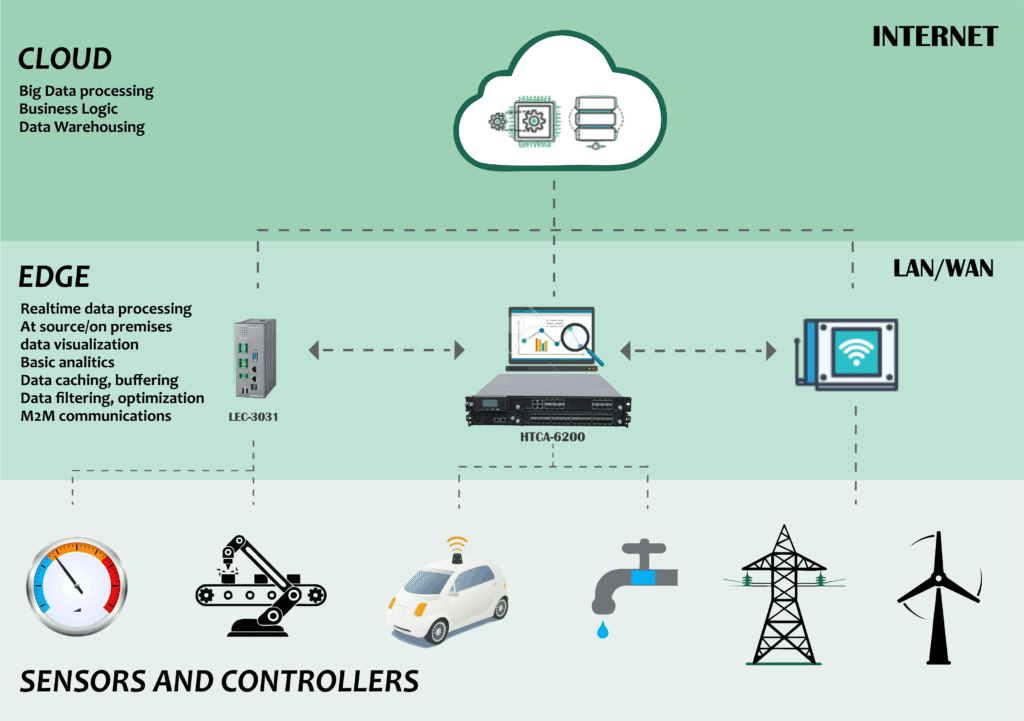 CLOUD
Big Data processing
Business Logic
Data Warehousing
INTERNET
EDGE
Realtime data processing
At source/on premises
data visualization
Basic analitics
Data caching, buffering
Data filtering, optimization
M2M communications
LAN/WAN
LEC-3031
HTCA-6200
SENSORS AND CONTROLLERS